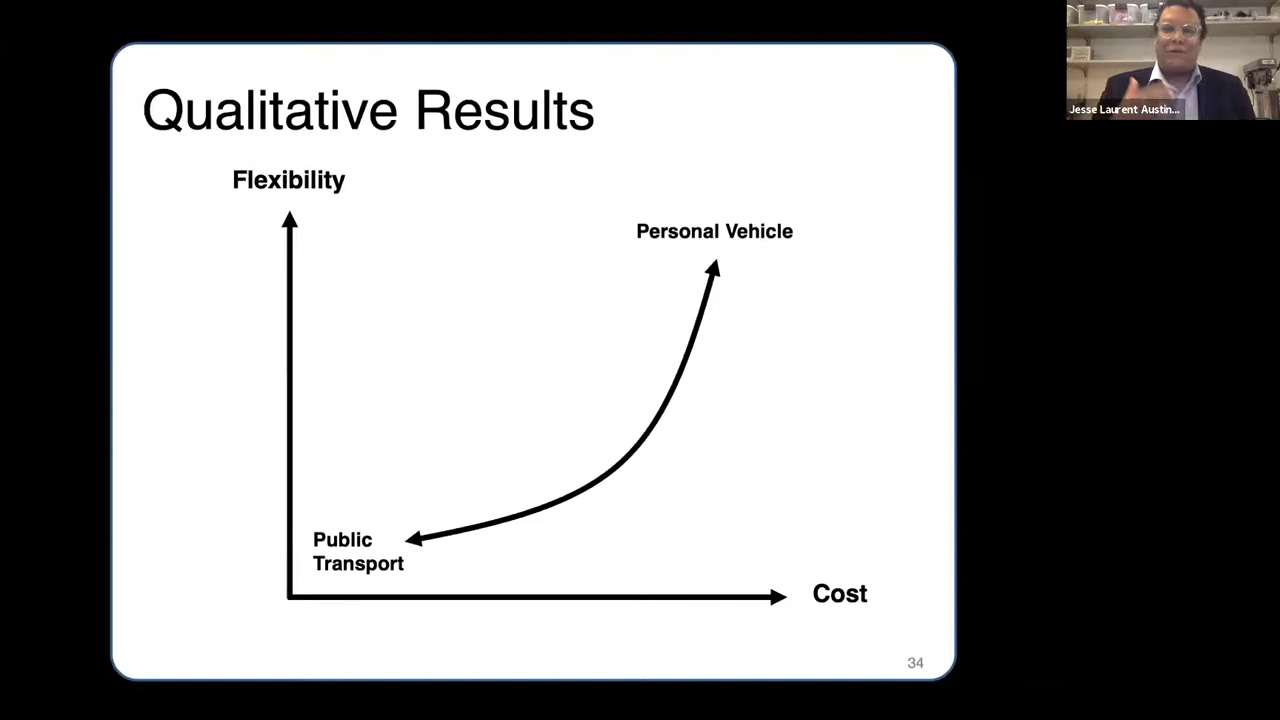 Qualitative Results
Flexibility
Personal Vehicle
Public
Transport
Cost
34
Jesse Laurent Austin...